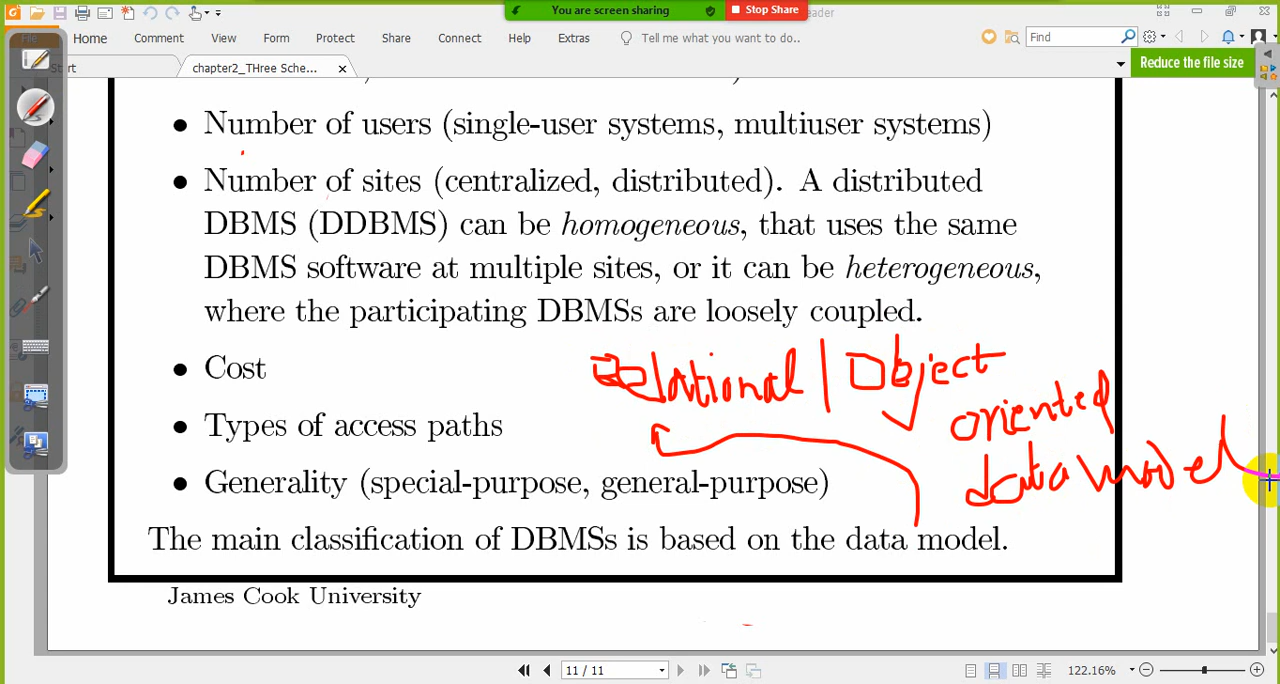 You are screen sharing
Stop Share
eader
File
Home
Comment
View
Form
Protect
Share
Connect
Help
Extras
Tell me what you want to do..
Find
Start
chapter2_THree Sche...
Reduce the file size
• Number of users (single-user systems, multiuser systems)
• Number of sites (centralized, distributed). A distributed
DBMS (DDBMS) can be homogeneous, that uses the same
DBMS software at multiple sites, or it can be heterogeneous,
where the participating DBMSs are loosely coupled.
• Cost
Relational | Object
oriented
data model
• Types of access paths
• Generality (special-purpose, general-purpose)
The main classification of DBMSs is based on the data model.
James Cook University
11 / 11
122.16%